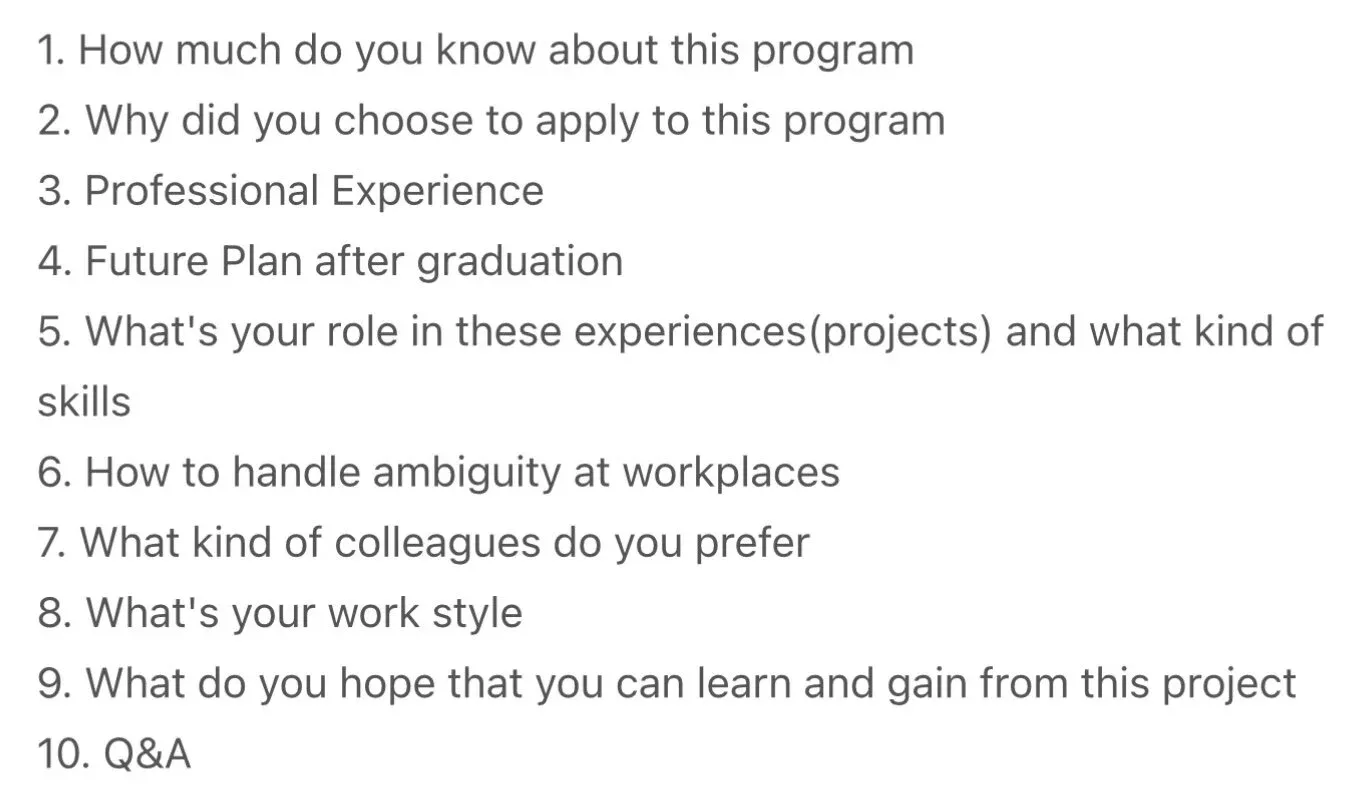 1. How much do you know about this program
2. Why did you choose to apply to this program
3. Professional Experience
4. Future Plan after graduation
5. What's your role in these experiences(projects) and what kind of
skills
6. How to handle ambiguity at workplaces
7. What kind of colleagues do you prefer
8. What's your work style
9. What do you hope that you can learn and gain from this project
10. Q&A